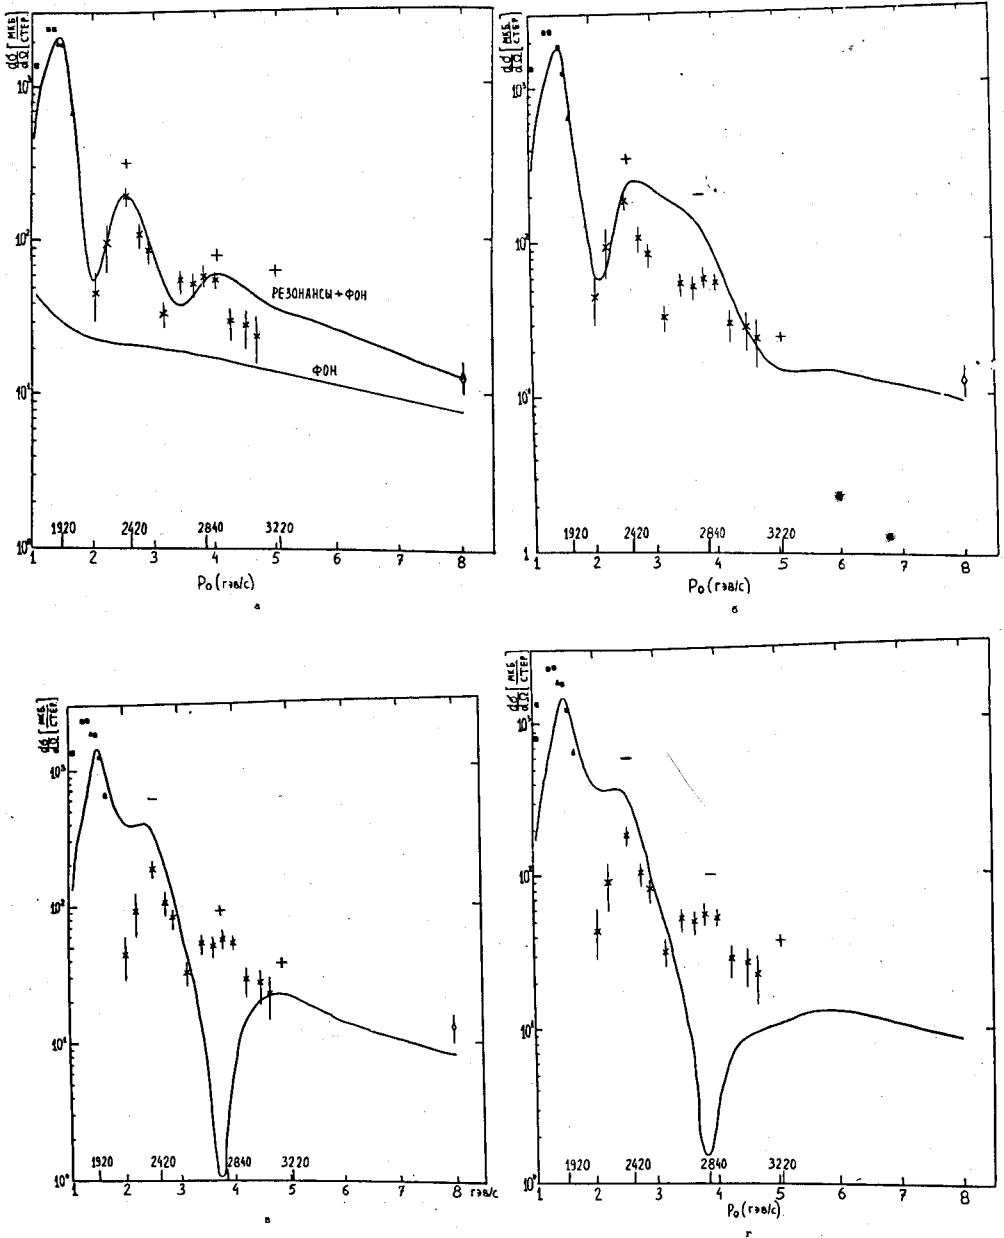 dσ/dΩ [МКБ/СТЕР]
10³
10²
10¹
10⁰
РЕЗОНАНСЫ+ФОН
ФОН
1920 2420 2840 3220
1 2 3 4 5 6 7 8
P₀ (ГЭВ/С)
а
dσ/dΩ [МКБ/СТЕР]
10³
10²
10¹
1
1920 2420 2840 3220
1 2 3 4 5 6 7 8
P₀ (ГЭВ/С)
б
dσ/dΩ [МКБ/СТЕР]
10³
10²
10¹
10⁰
1920 2420 2840 3220
1 2 3 4 5 6 7 8 ГЭВ/С
в
dσ/dΩ [МКБ/СТЕР]
10³
10²
10¹
10⁰
1920 2420 2840 3220
1 2 3 4 5 6 7 8
P₀ (ГЭВ/С)
г